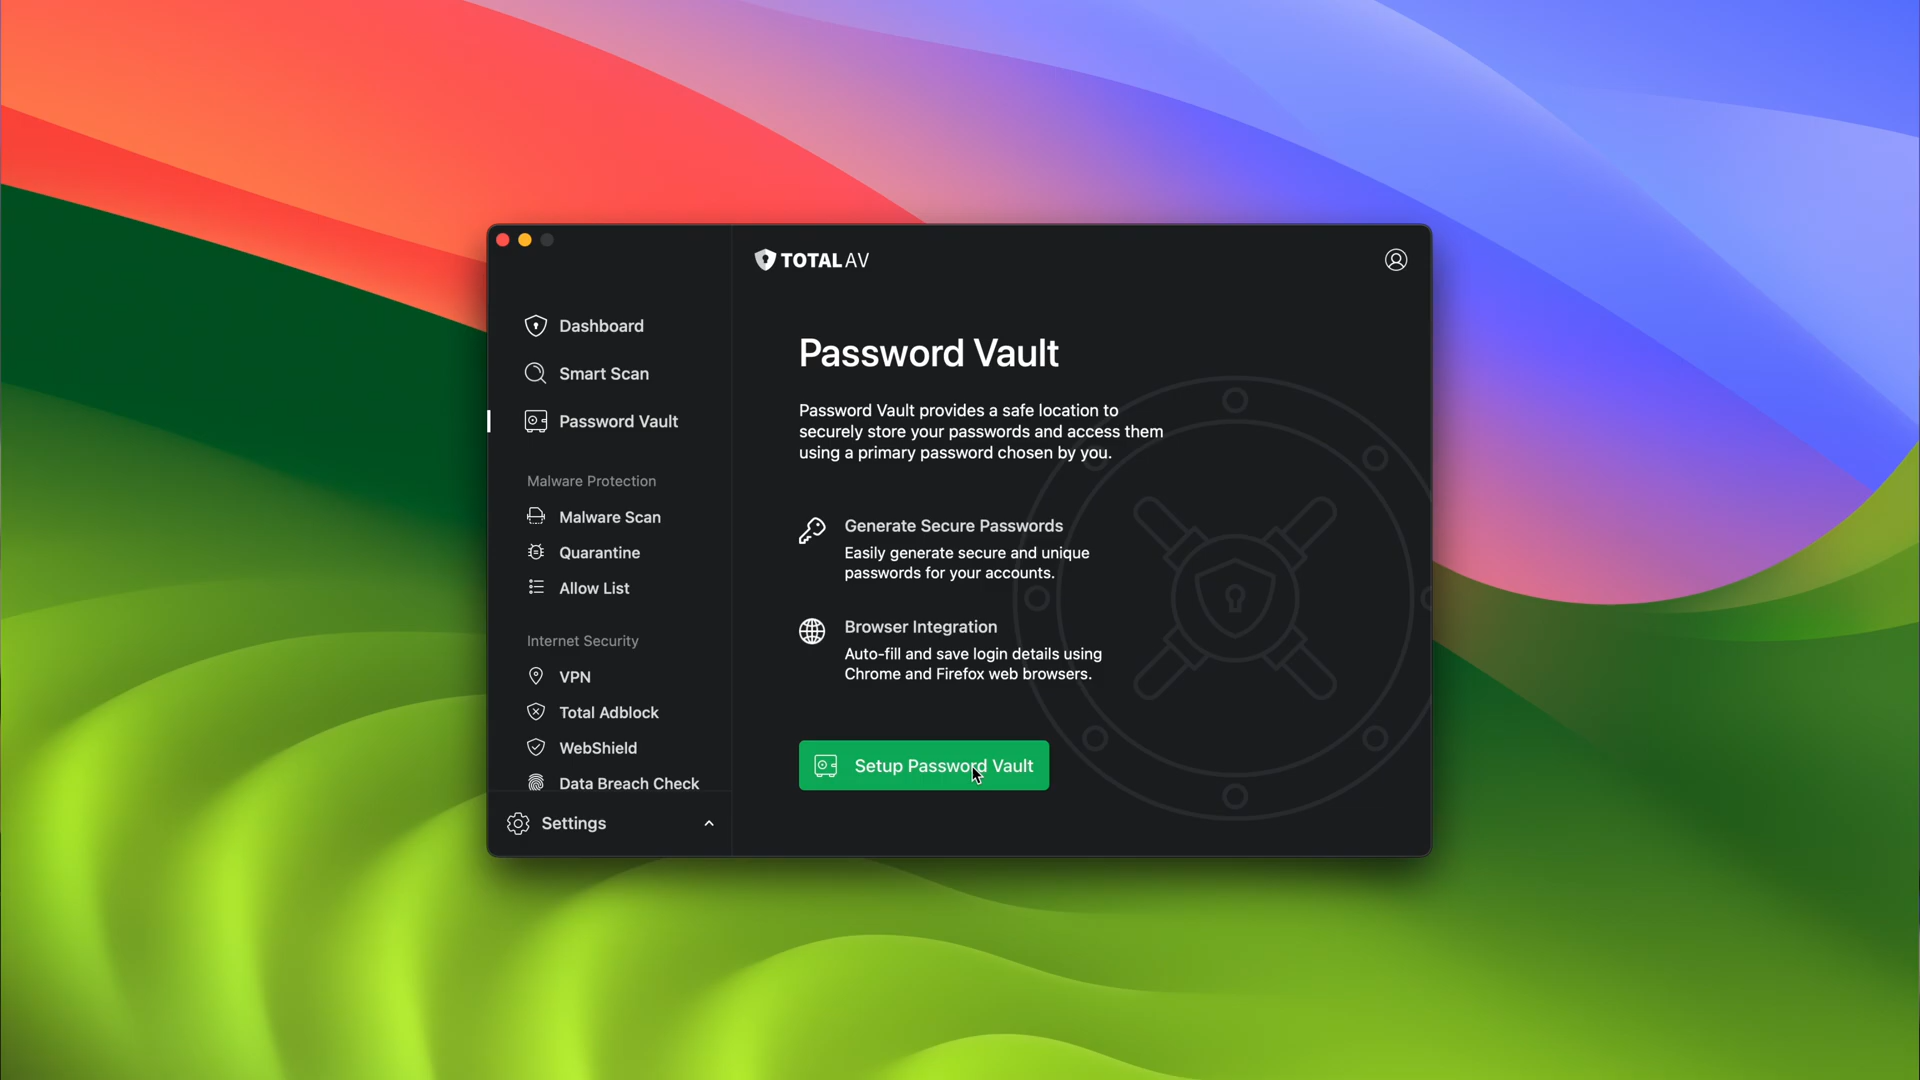 TOTALAV
Dashboard
Smart Scan
Password Vault
Malware Protection
Malware Scan
Quarantine
Allow List
Internet Security
VPN
Total Adblock
WebShield
Data Breach Check
Settings
Password Vault
Password Vault provides a safe location to
securely store your passwords and access them
using a primary password chosen by you.
Generate Secure Passwords
Easily generate secure and unique
passwords for your accounts.
Browser Integration
Auto-fill and save login details using
Chrome and Firefox web browsers.
Setup Password Vault